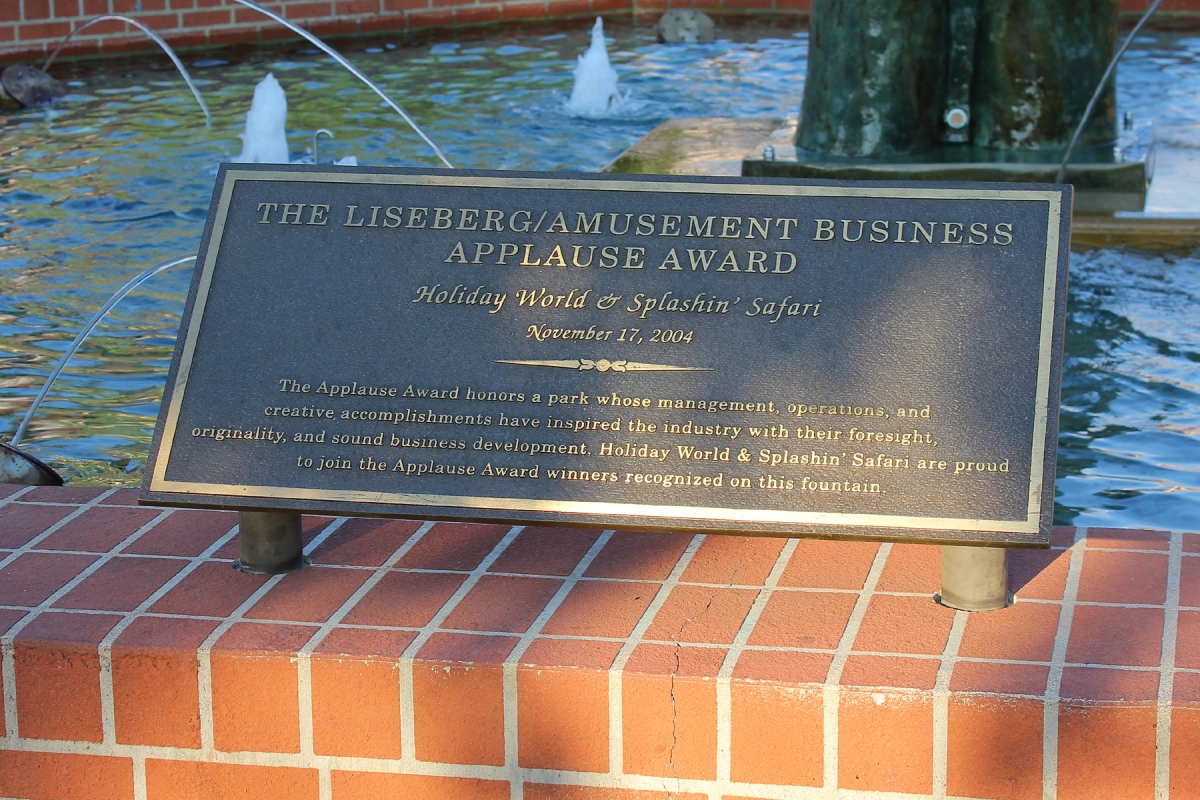 THE LISEBERG/AMUSEMENT BUSINESS
APPLAUSE AWARD
Holiday World & Splashin' Safari
November 17, 2004
The Applause Award honors a park whose management, operations, and
creative accomplishments have inspired the industry with their foresight,
originality, and sound business development. Holiday World & Splashin' Safari are proud
to join the Applause Award winners recognized on this fountain.